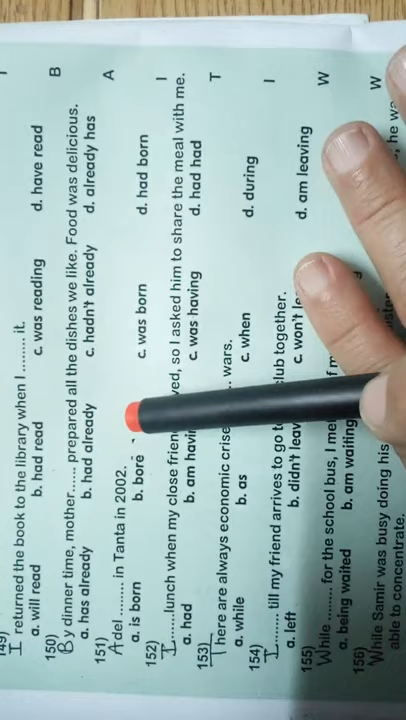 149)
I returned the book to the library when I ......... it.
a. will read b. had read c. was reading d. have read
150)
By dinner time, mother....... prepared all the dishes we like. Food was delicious.
a. has already b. had already c. hadn't already d. already has
151)
Adel ......... in Tanta in 2002.
a. is born b. bore c. was born d. had born
152)
I.......lunch when my close friend ved, so I asked him to share the meal with me.
a. had b. am havin c. was having d. had had
153)
There are always economic crise .. wars.
a. while b. as c. when d. during
154)
I......... till my friend arrives to go to club together.
a. left b. didn't leav c. won't d. am leaving
155)
While ......... for the school bus, I met
a. being waited b. am waiting
156)
While Samir was busy doing his he wa
able to concentrate.
I
B
A
I
T
I
W
W